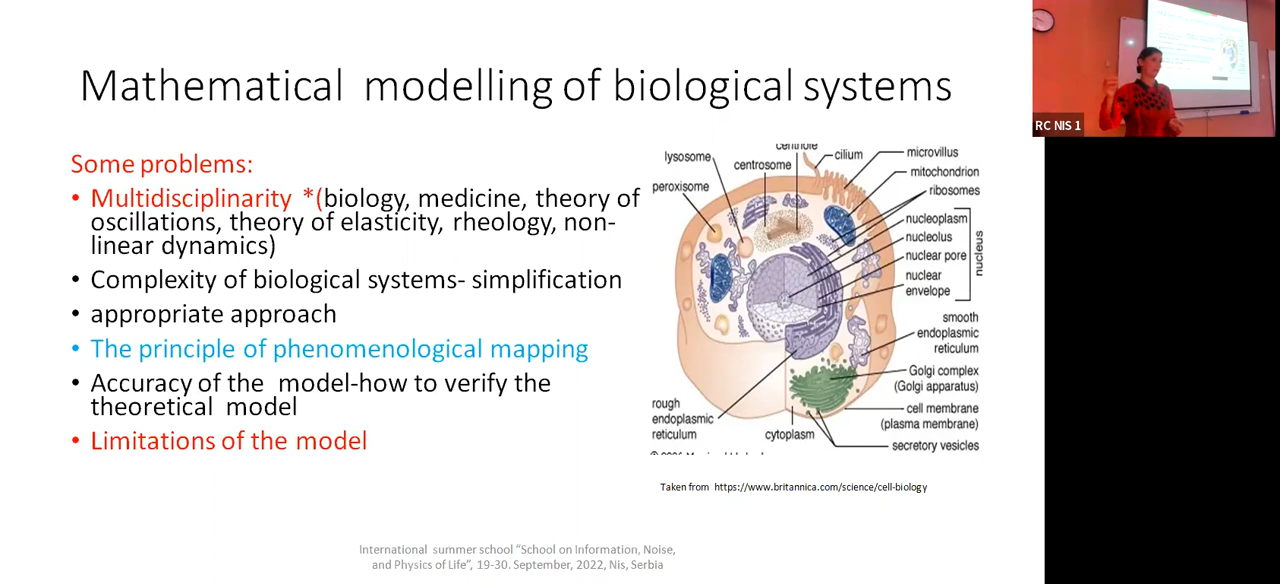 Mathematical modelling of biological systems
Some problems:
• Multidisciplinarity *(biology, medicine, theory of
oscillations, theory of elasticity, rheology, non-
linear dynamics)
• Complexity of biological systems- simplification
• appropriate approach
• The principle of phenomenological mapping
• Accuracy of the model-how to verify the
theoretical model
• Limitations of the model
lysosome
peroxisome
centrosome
centriole
cilium
microvillus
mitochondrion
ribosomes
nucleoplasm
nucleolus
nuclear pore
nuclear
envelope
nucleus
smooth
endoplasmic
reticulum
Golgi complex
(Golgi apparatus)
cell membrane
(plasma membrane)
secretory vesicles
cytoplasm
rough
endoplasmic
reticulum
Taken from https://www.britannica.com/science/cell-biology
International summer school “School on Information, Noise,
and Physics of Life”, 19-30. September, 2022, Nis, Serbia
RC NIS 1